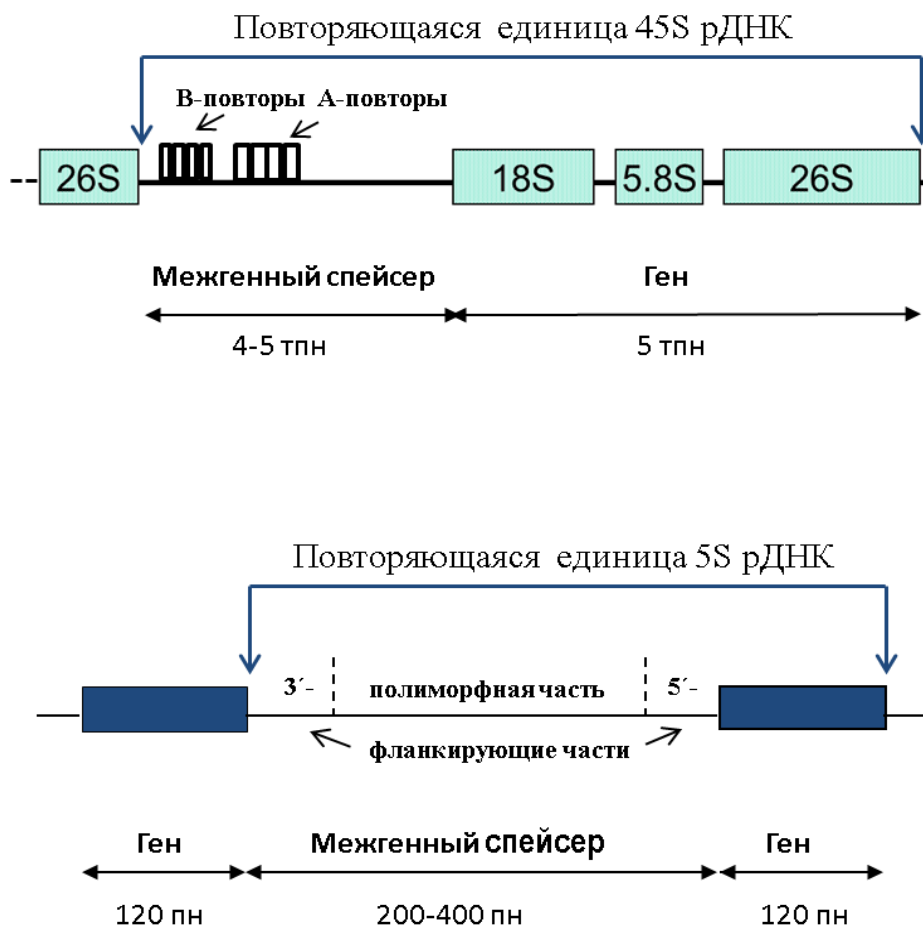 Повторяющаяся единица 45S рДНК
В-повторы А-повторы
26S 18S 5.8S 26S
Межгенный спейсер Ген
4-5 тпн 5 тпн
Повторяющаяся единица 5S рДНК
3´- полиморфная часть 5´-
фланкирующие части
Ген Межгенный спейсер Ген
120 пн 200-400 пн 120 пн